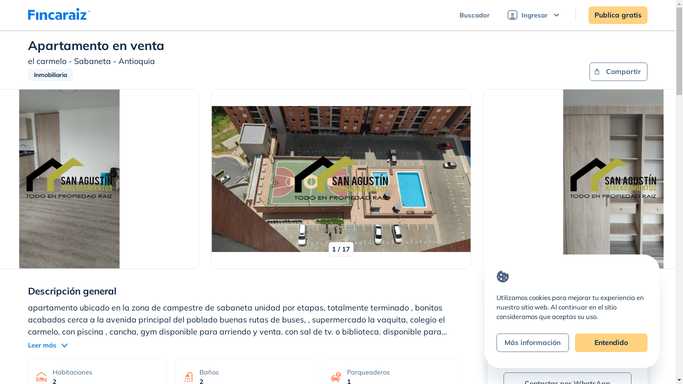 Fincaraiz
Buscador
Ingresar
Publica gratis
Apartamento en venta
el carmelo - Sabaneta - Antioquia
Inmobiliaria
Compartir
SAN AGUSTÍN
TODO EN PROPIEDAD RAIZ
SAN AGUSTÍN
TODO EN PROPIEDAD RAIZ
SAN AGUSTÍN
TODO EN PROPIEDAD RAIZ
1 / 17
Descripción general
apartamento ubicado en la zona de campestre de sabaneta unidad por etapas, totalmente terminado , bonitos
acabados cerca a la avenida principal del poblado buenas rutas de buses, , supermercado la vaquita, colegio el
carmelo, con piscina , cancha, gym disponible para arriendo y venta. con sal de tv. o biblioteca. disponible para...
Leer más
Habitaciones
2
Baños
2
Parqueaderos
1
Utilizamos cookies para mejorar tu experiencia en
nuestro sitio web. Al continuar en el sitio
consideramos que aceptas su uso.
Más información
Entendido
Contactar por WhatsApp